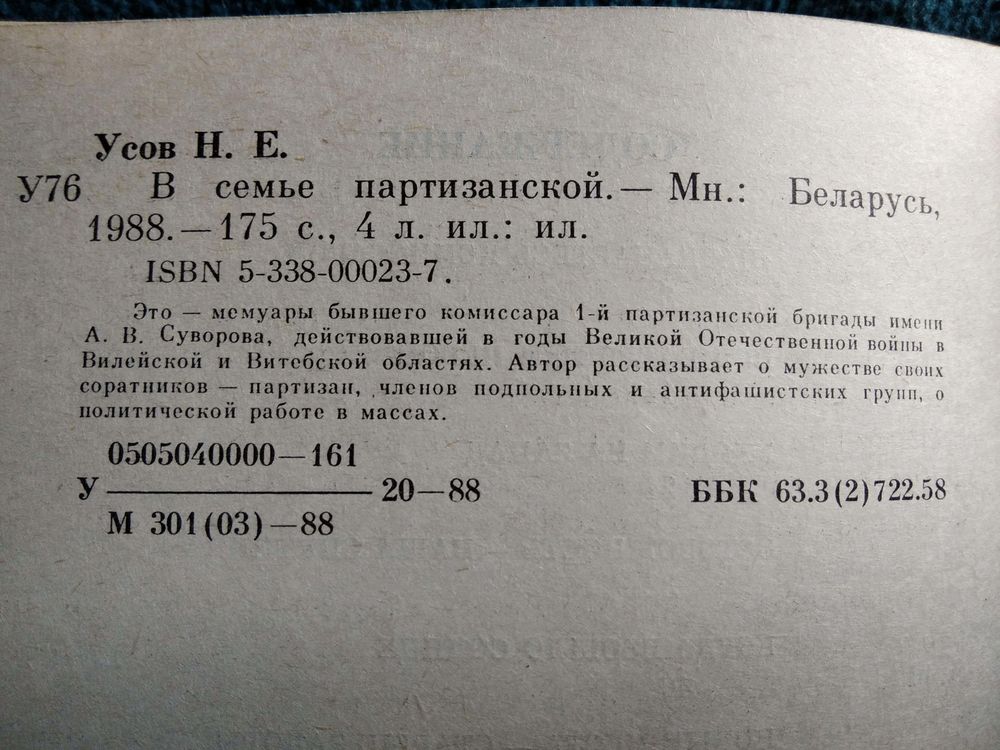 Усов Н. Е.
У76 В семье партизанской. — Мн.: Беларусь,
1988. — 175 с., 4 л. ил.: ил.
ISBN 5-338-00023-7.
Это — мемуары бывшего комиссара 1-й партизанской бригады имени
А. В. Суворова, действовавшей в годы Великой Отечественной войны в
Вилейской и Витебской областях. Автор рассказывает о мужестве своих
соратников — партизан, членов подпольных и антифашистских групп, о
политической работе в массах.
0505040000—161
У ——— 20—88 ББК 63.3(2)722.58
М 301(03)—88